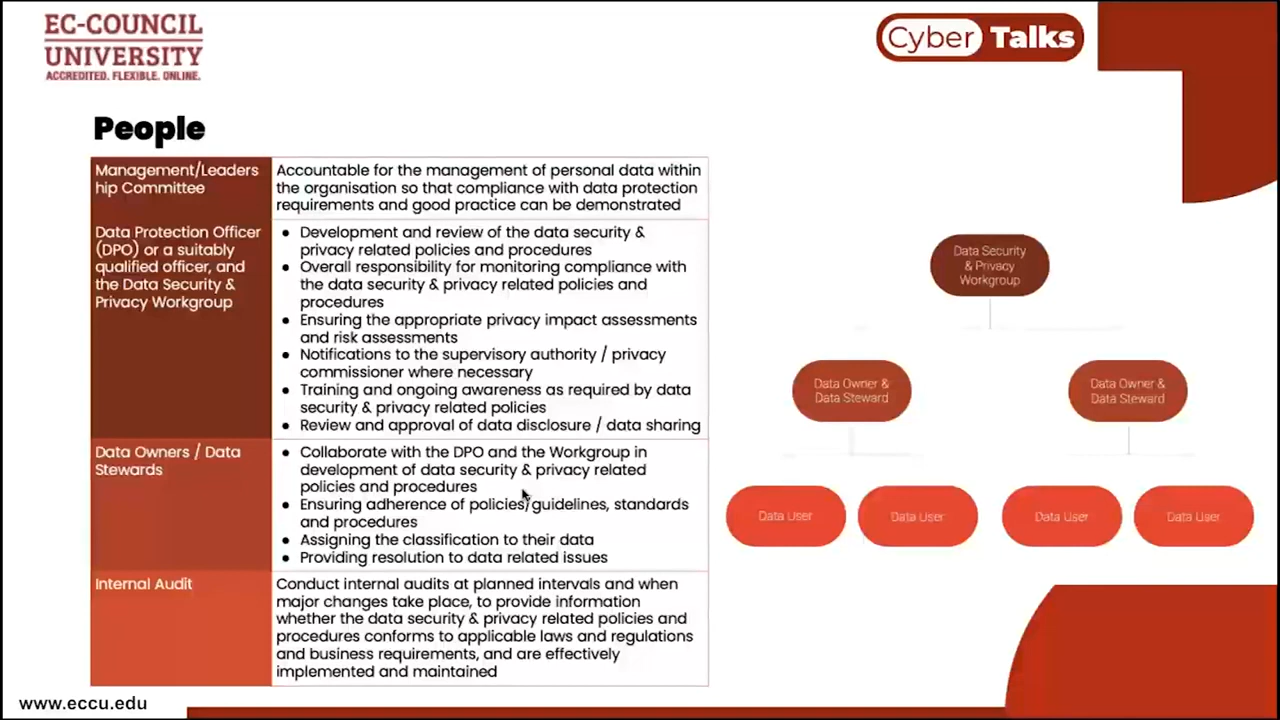 EC-COUNCIL
UNIVERSITY
ACCREDITED. FLEXIBLE. ONLINE.
Cyber Talks
People
Management/Leaders
hip Committee
Accountable for the management of personal data within
the organisation so that compliance with data protection
requirements and good practice can be demonstrated
Data Protection Officer
(DPO) or a suitably
qualified officer, and
the Data Security &
Privacy Workgroup
● Development and review of the data security &
privacy related policies and procedures
● Overall responsibility for monitoring compliance with
the data security & privacy related policies and
procedures
● Ensuring the appropriate privacy impact assessments
and risk assessments
● Notifications to the supervisory authority / privacy
commissioner where necessary
● Training and ongoing awareness as required by data
security & privacy related policies
● Review and approval of data disclosure / data sharing
Data Owners / Data
Stewards
● Collaborate with the DPO and the Workgroup in
development of data security & privacy related
policies and procedures
● Ensuring adherence of policies/guidelines, standards
and procedures
● Assigning the classification to their data
● Providing resolution to data related issues
Internal Audit
Conduct internal audits at planned intervals and when
major changes take place, to provide information
whether the data security & privacy related policies and
procedures conforms to applicable laws and regulations
and business requirements, and are effectively
implemented and maintained
Data Security
& Privacy
Workgroup
Data Owner &
Data Steward
Data Owner &
Data Steward
Data User
Data User
Data User
Data User
www.eccu.edu